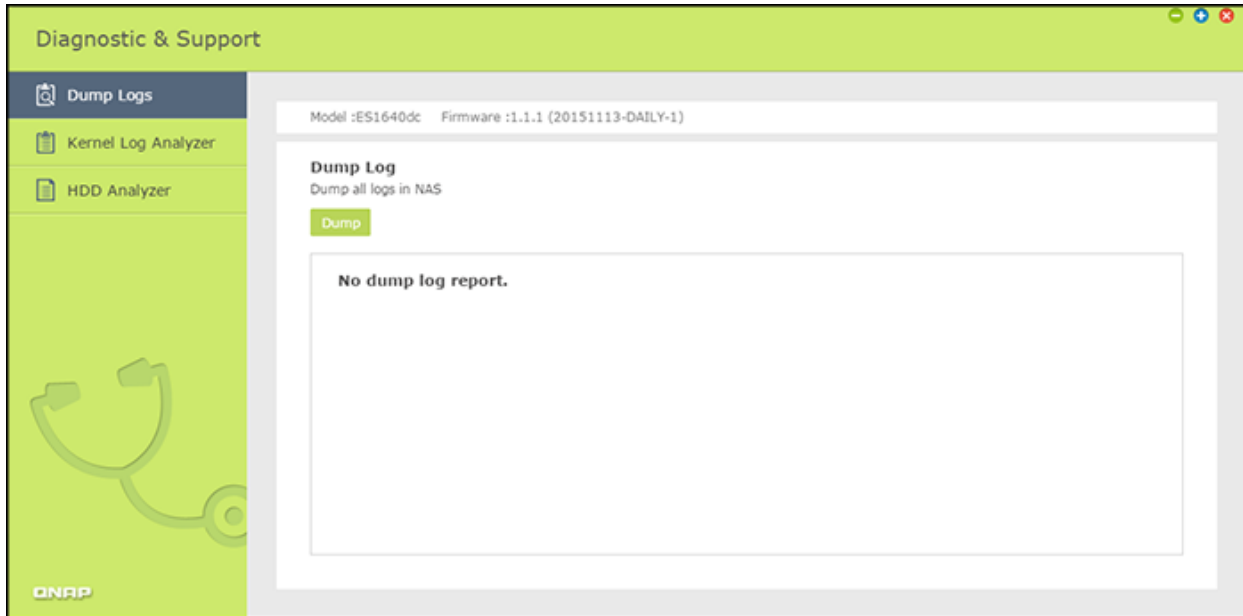 Diagnostic & Support
Dump Logs
Kernel Log Analyzer
HDD Analyzer
QNAP
Model :ES1640dc Firmware :1.1.1 (20151113-DAILY-1)
Dump Log
Dump all logs in NAS
Dump
No dump log report.